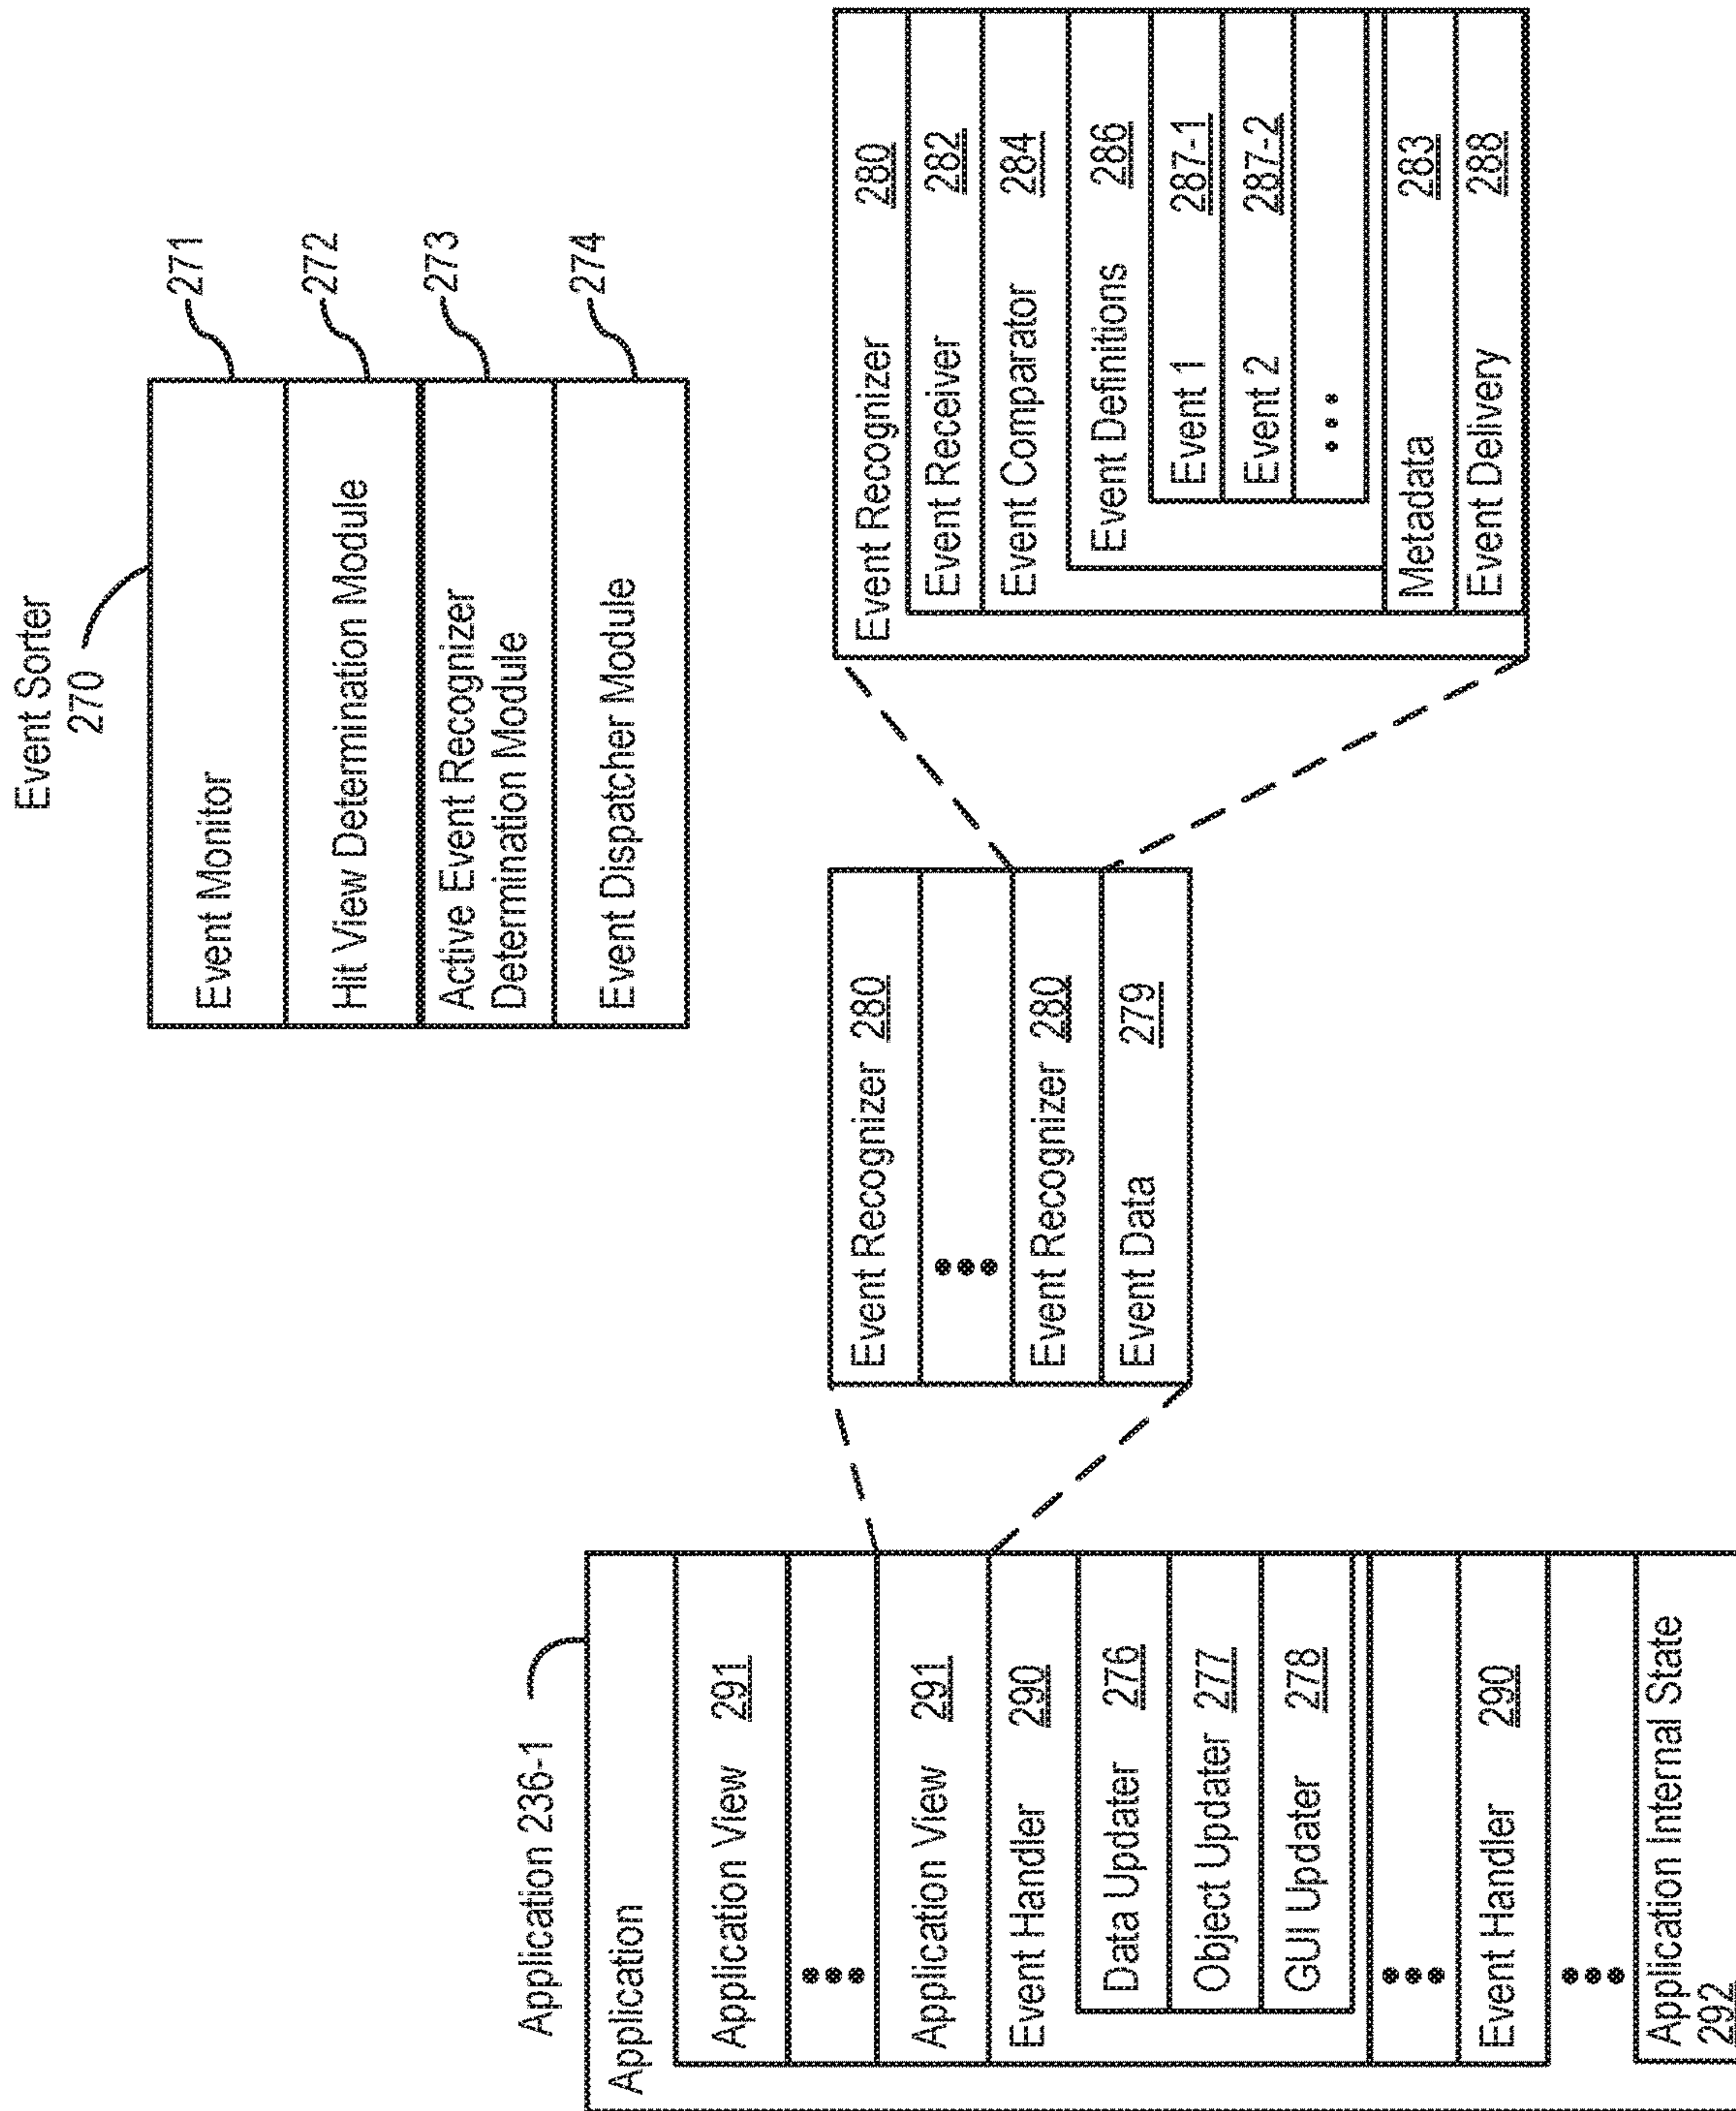 Event Sorter
270
Event Monitor
271
Hit View Determination Module
272
Active Event Recognizer
Determination Module
273
Event Dispatcher Module
274
Application 236-1
Application
Application View 291
Application View 291
Event Handler 290
Data Updater 276
Object Updater 277
GUI Updater 278
Event Handler 290
Application Internal State
292
Event Recognizer 280
Event Recognizer 280
Event Data 279
Event Recognizer 280
Event Receiver 282
Event Comparator 284
Event Definitions 286
Event 1 287-1
Event 2 287-2
Metadata 283
Event Delivery 288